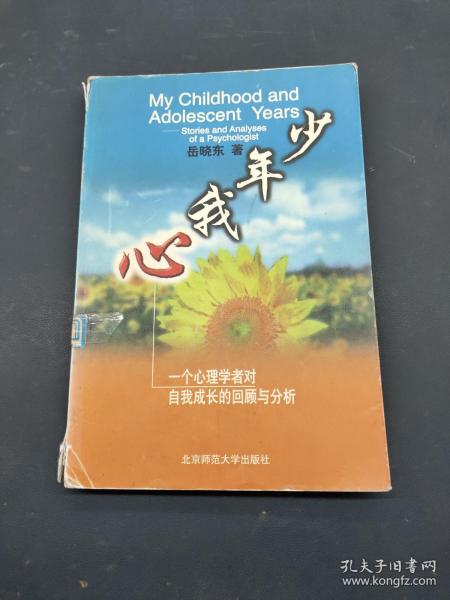 My Childhood and
Adolescent Years
——Stories and Analyses
of a Psychologist
岳晓东 著
少年我心
一个心理学者对
自我成长的回顾与分析
北京师范大学出版社
孔夫子旧书网
www.kongfz.com